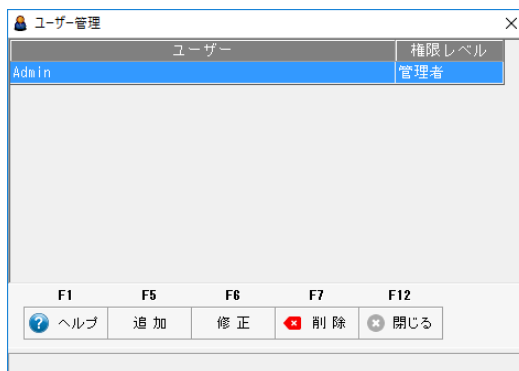 ユーザー管理
ユーザー 権限レベル
Admin 管理者
F1 F5 F6 F7 F12
ヘルプ 追加 修正 削除 閉じる